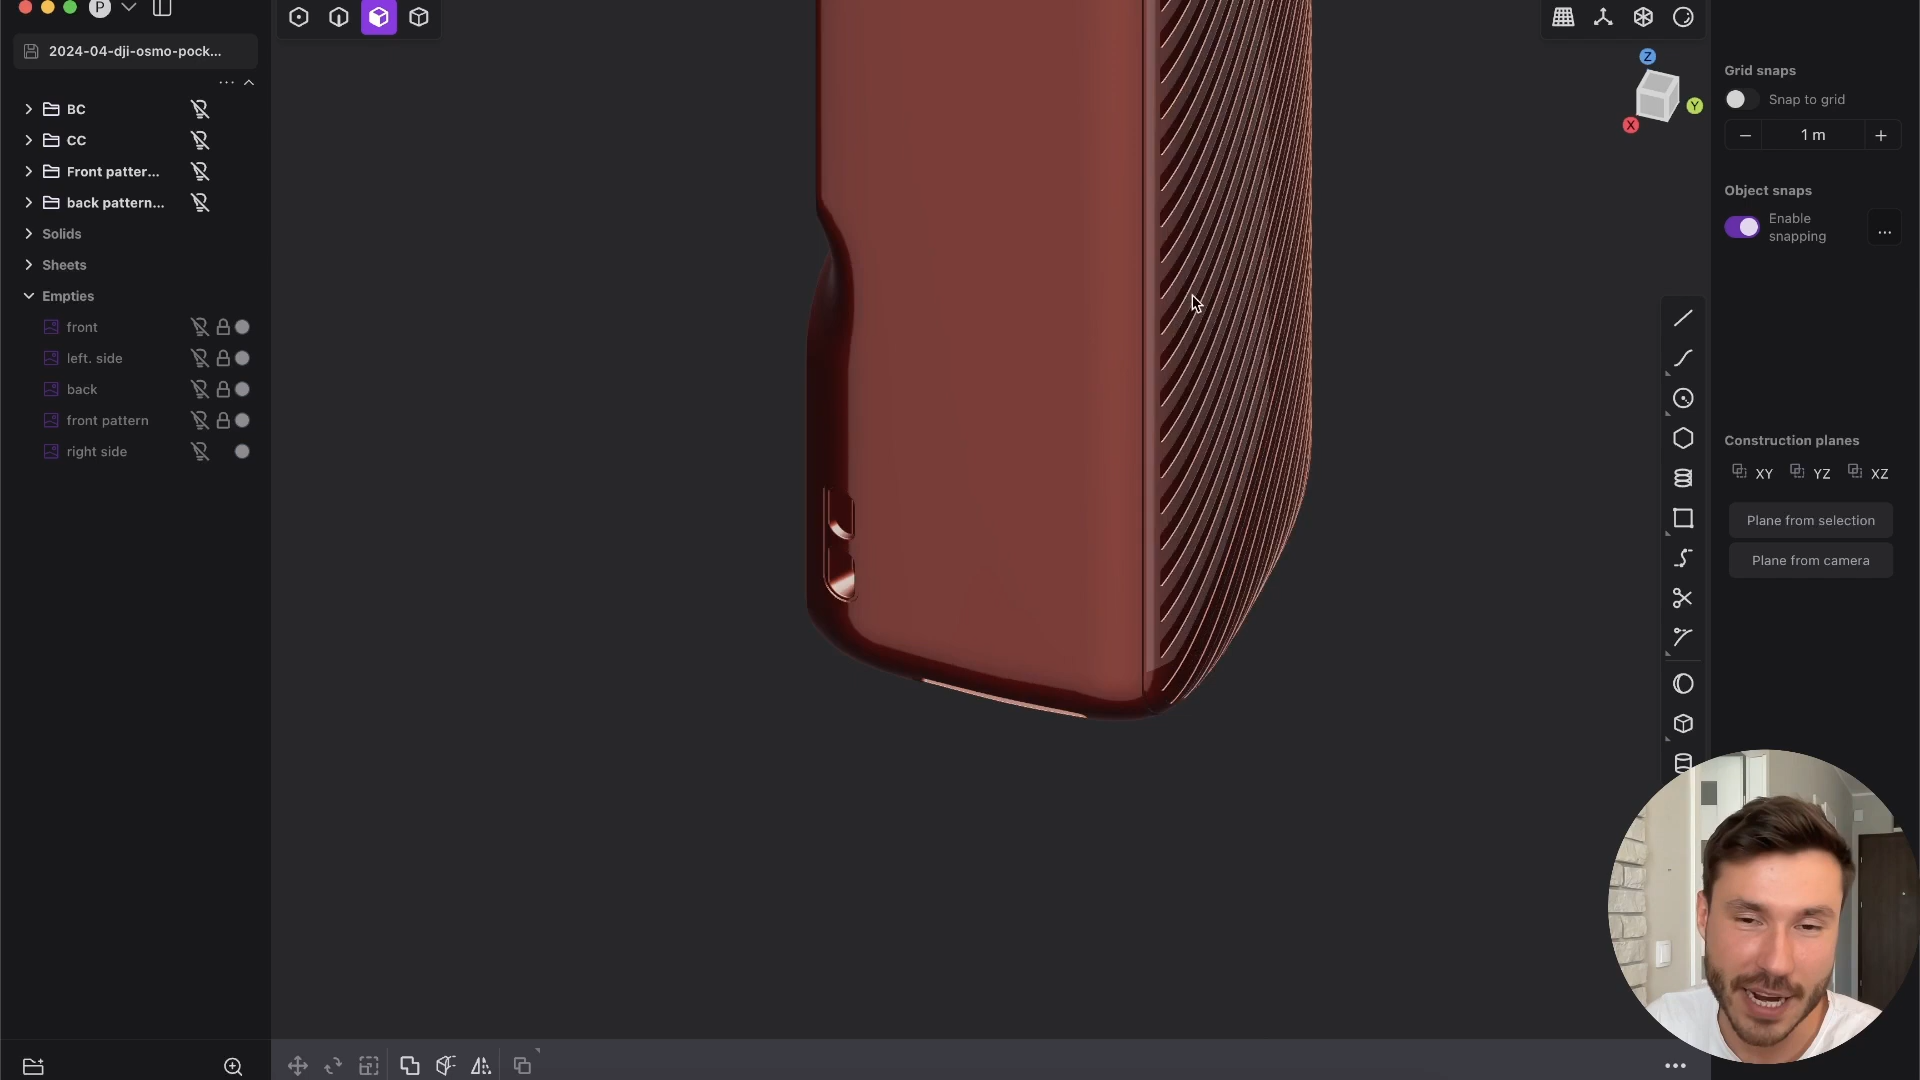 P
2024-04-dji-osmo-pock...
BC
CC
Front patter...
back pattern...
Solids
Sheets
Empties
front
left. side
back
front pattern
right side
Z
Y
X
Grid snaps
Snap to grid
1 m
Object snaps
Enable
snapping
...
Construction planes
XY YZ XZ
Plane from selection
Plane from camera